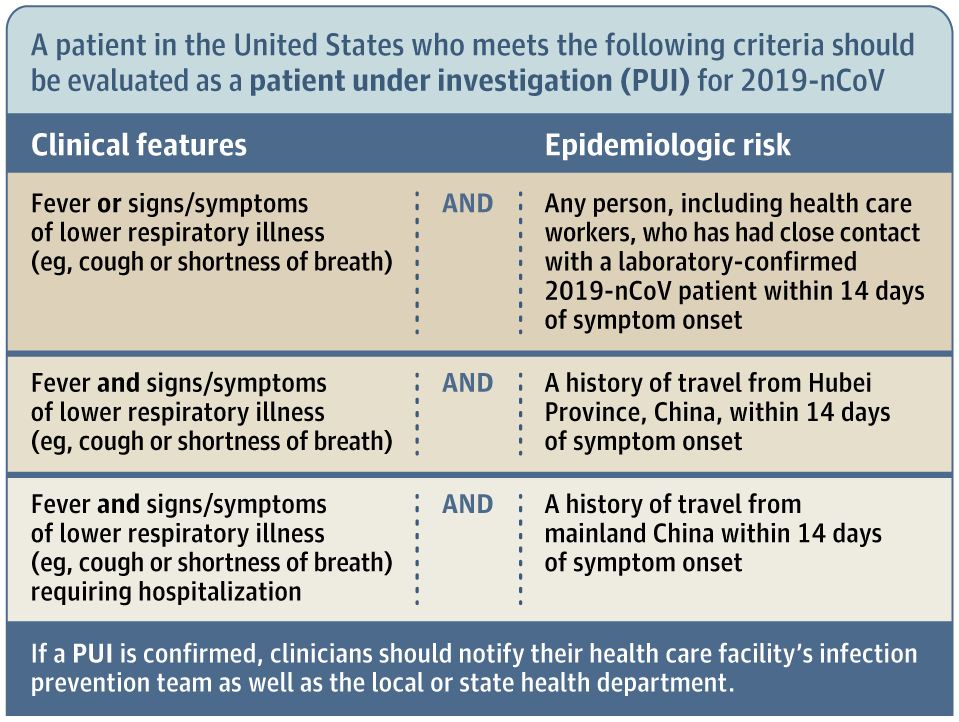 A patient in the United States who meets the following criteria should
be evaluated as a patient under investigation (PUI) for 2019-nCoV
Clinical features
Epidemiologic risk
Fever or signs/symptoms
of lower respiratory illness
(eg, cough or shortness of breath)
AND
Any person, including health care
workers, who has had close contact
with a laboratory-confirmed
2019-nCoV patient within 14 days
of symptom onset
Fever and signs/symptoms
of lower respiratory illness
(eg, cough or shortness of breath)
AND
A history of travel from Hubei
Province, China, within 14 days
of symptom onset
Fever and signs/symptoms
of lower respiratory illness
(eg, cough or shortness of breath)
requiring hospitalization
AND
A history of travel from
mainland China within 14 days
of symptom onset
If a PUI is confirmed, clinicians should notify their health care facility’s infection
prevention team as well as the local or state health department.